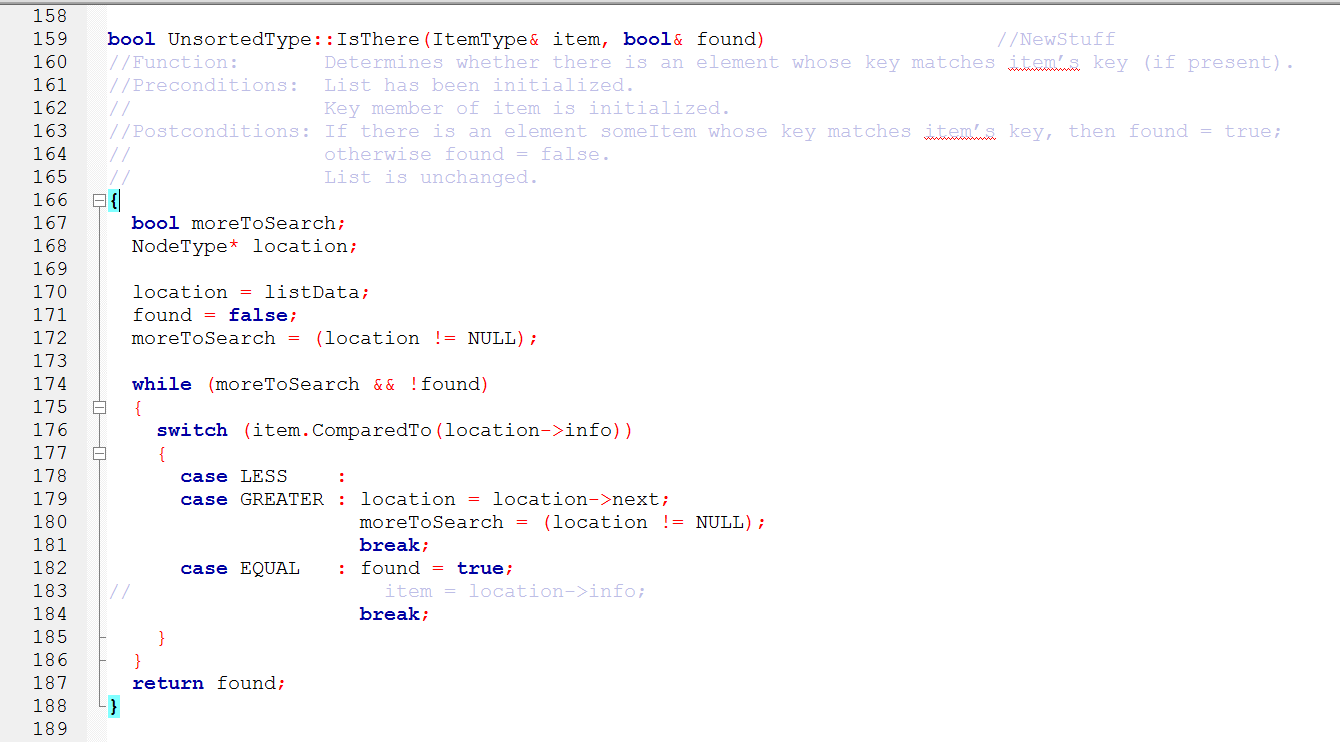 158
159 bool UnsortedType::IsThere(ItemType& item, bool& found) //NewStuff
160 //Function: Determines whether there is an element whose key matches item’s key (if present).
161 //Preconditions: List has been initialized.
162 // Key member of item is initialized.
163 //Postconditions: If there is an element someItem whose key matches item’s key, then found = true;
164 // otherwise found = false.
165 // List is unchanged.
166 {
167 bool moreToSearch;
168 NodeType* location;
169
170 location = listData;
171 found = false;
172 moreToSearch = (location != NULL);
173
174 while (moreToSearch && !found)
175 {
176 switch (item.ComparedTo(location->info))
177 {
178 case LESS :
179 case GREATER : location = location->next;
180 moreToSearch = (location != NULL);
181 break;
182 case EQUAL : found = true;
183 // item = location->info;
184 break;
185 }
186 }
187 return found;
188 }
189